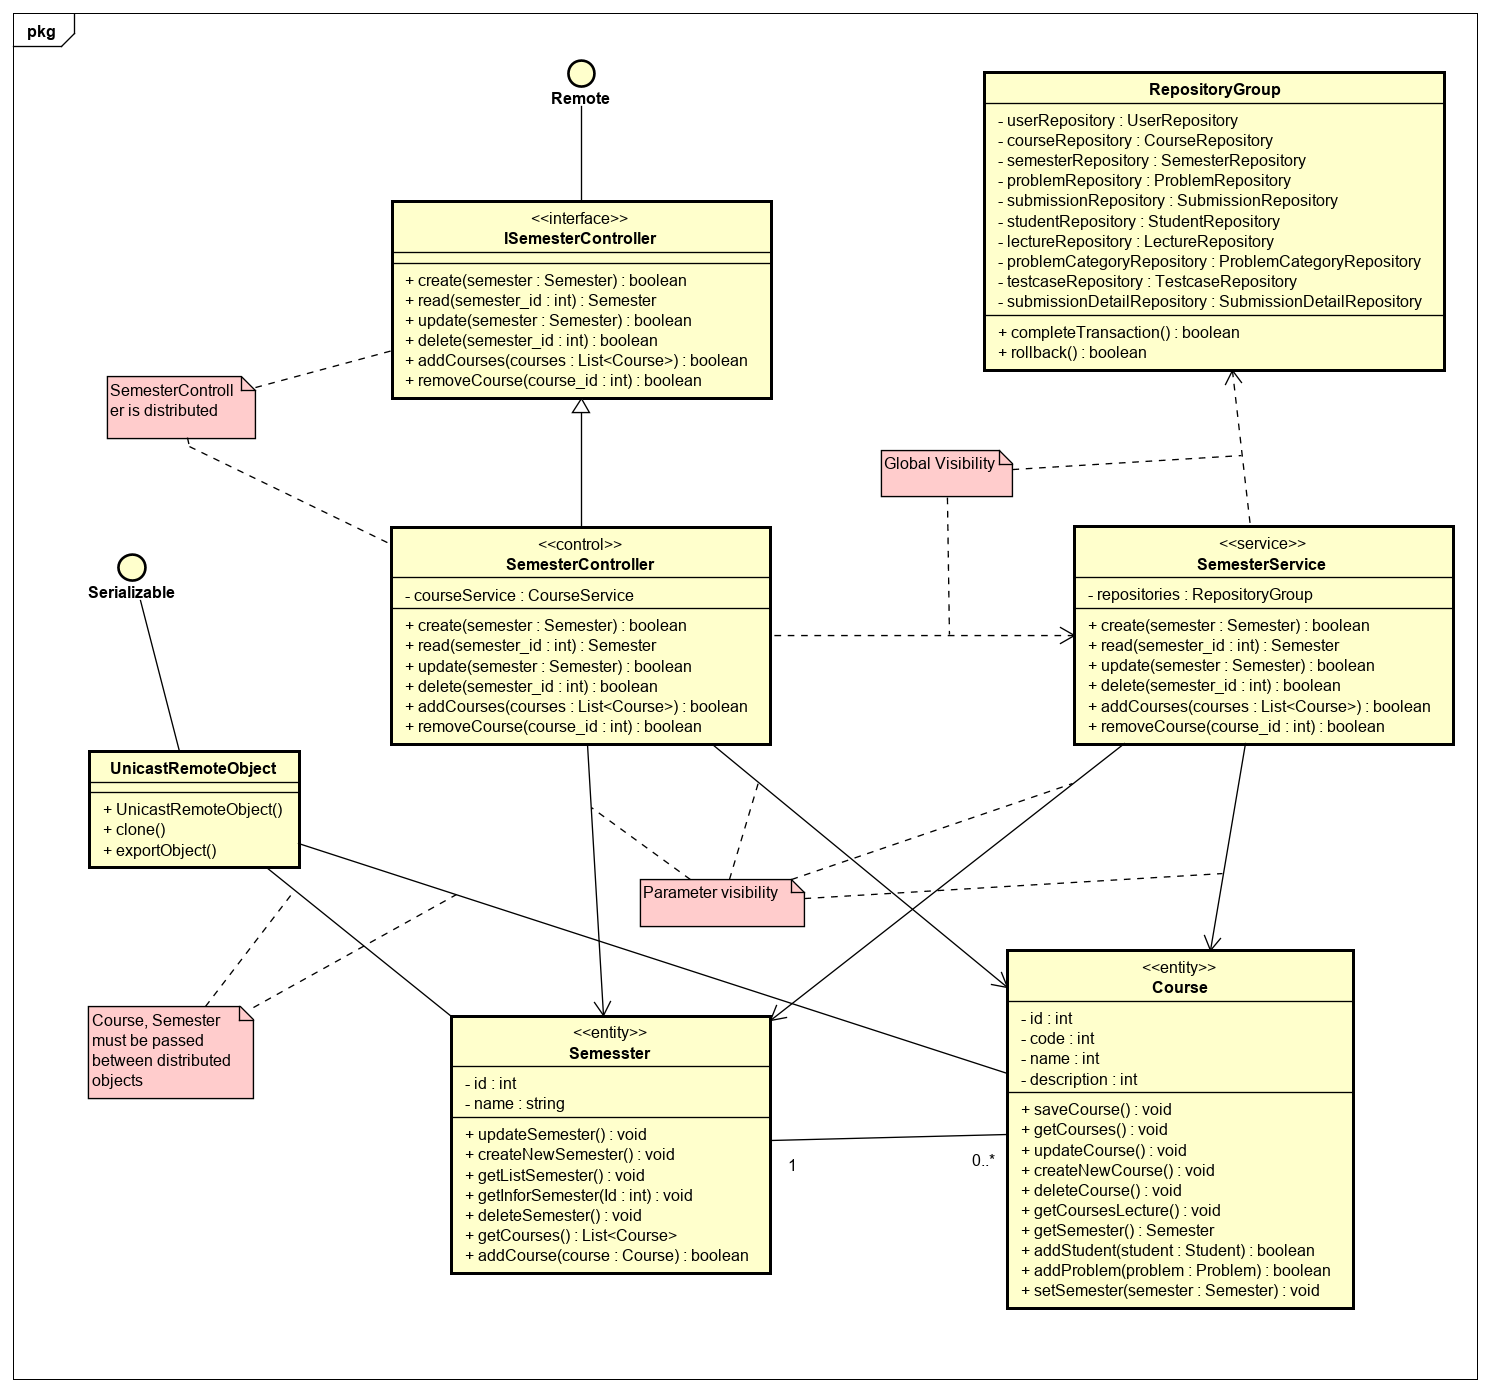 pkg
Remote
RepositoryGroup
- userRepository : UserRepository
- courseRepository : CourseRepository
- semesterRepository : SemesterRepository
- problemRepository : ProblemRepository
- submissionRepository : SubmissionRepository
- studentRepository : StudentRepository
- lectureRepository : LectureRepository
- problemCategoryRepository : ProblemCategoryRepository
- testcaseRepository : TestcaseRepository
- submissionDetailRepository : SubmissionDetailRepository
+ completeTransaction() : boolean
+ rollback() : boolean
<<interface>>
ISemesterController
+ create(semester : Semester) : boolean
+ read(semester_id : int) : Semester
+ update(semester : Semester) : boolean
+ delete(semester_id : int) : boolean
+ addCourses(courses : List<Course>) : boolean
+ removeCourse(course_id : int) : boolean
SemesterControll
er is distributed
Global Visibility
<<control>>
SemesterController
- courseService : CourseService
+ create(semester : Semester) : boolean
+ read(semester_id : int) : Semester
+ update(semester : Semester) : boolean
+ delete(semester_id : int) : boolean
+ addCourses(courses : List<Course>) : boolean
+ removeCourse(course_id : int) : boolean
<<service>>
SemesterService
- repositories : RepositoryGroup
+ create(semester : Semester) : boolean
+ read(semester_id : int) : Semester
+ update(semester : Semester) : boolean
+ delete(semester_id : int) : boolean
+ addCourses(courses : List<Course>) : boolean
+ removeCourse(course_id : int) : boolean
Serializable
UnicastRemoteObject
+ UnicastRemoteObject()
+ clone()
+ exportObject()
Parameter visibility
Course, Semester
must be passed
between distributed
objects
<<entity>>
Semesster
- id : int
- name : string
+ updateSemester() : void
+ createNewSemester() : void
+ getListSemester() : void
+ getInforSemester(Id : int) : void
+ deleteSemester() : void
+ getCourses() : List<Course>
+ addCourse(course : Course) : boolean
1
0..*
<<entity>>
Course
- id : int
- code : int
- name : int
- description : int
+ saveCourse() : void
+ getCourses() : void
+ updateCourse() : void
+ createNewCourse() : void
+ deleteCourse() : void
+ getCoursesLecture() : void
+ getSemester() : Semester
+ addStudent(student : Student) : boolean
+ addProblem(problem : Problem) : boolean
+ setSemester(semester : Semester) : void